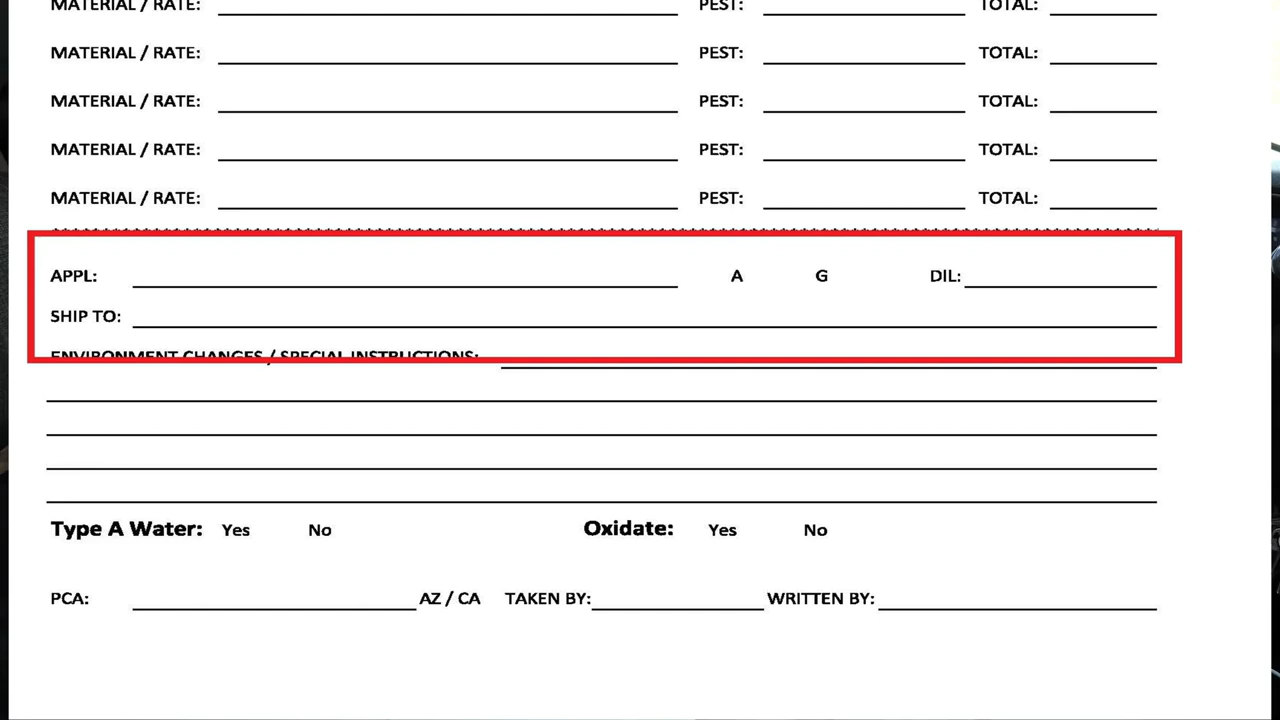 MATERIAL / RATE: PEST: TOTAL:
MATERIAL / RATE: PEST: TOTAL:
MATERIAL / RATE: PEST: TOTAL:
MATERIAL / RATE: PEST: TOTAL:
MATERIAL / RATE: PEST: TOTAL:
APPL: A G DIL:
SHIP TO:
ENVIRONMENT CHANGES / SPECIAL INSTRUCTIONS:
Type A Water: Yes No Oxidate: Yes No
PCA: AZ / CA TAKEN BY: WRITTEN BY: